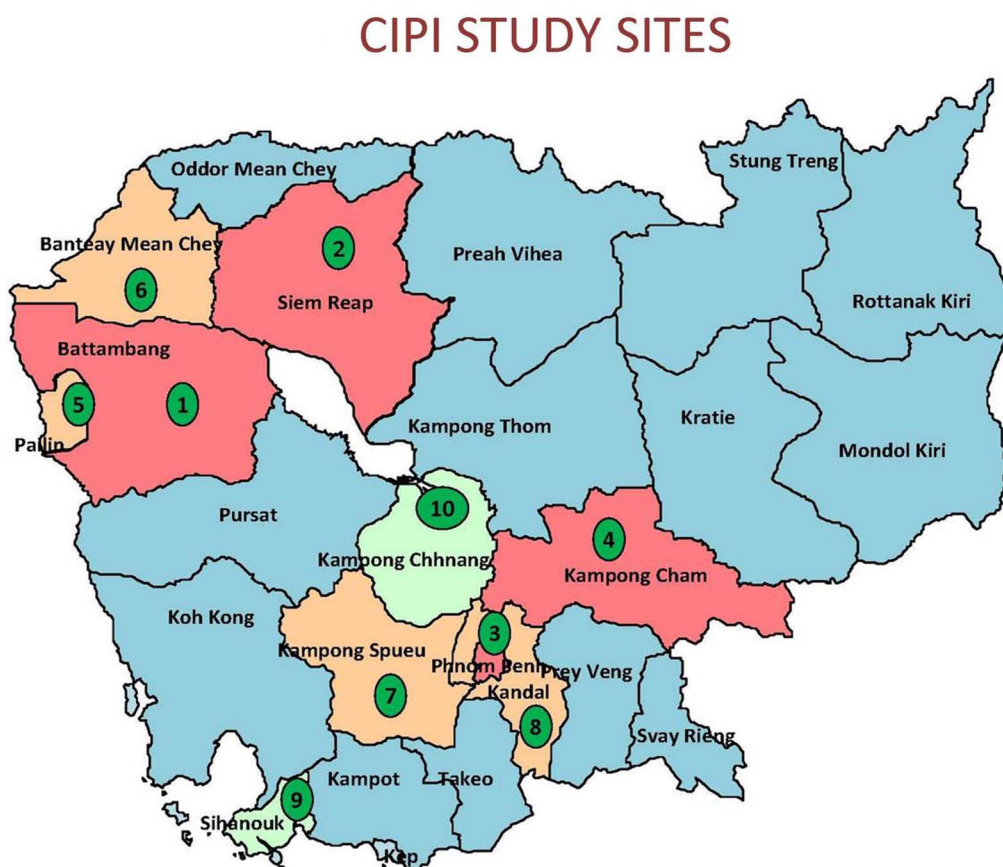 CIPI STUDY SITES
Oddor Mean Chey
Stung Treng
Banteay Mean Chey
2
Preah Vihea
6
Siem Reap
Rottanak Kiri
Battambang
5
1
Kratie
Pailin
Kampong Thom
Mondol Kiri
10
Pursat
4
Kampong Chhnang
Kampong Cham
Koh Kong
3
Kampong Spueu
Phnom Penh
Prey Veng
7
Kandal
8
Svay Rieng
Kampot
Takeo
9
Sihanouk
Kep